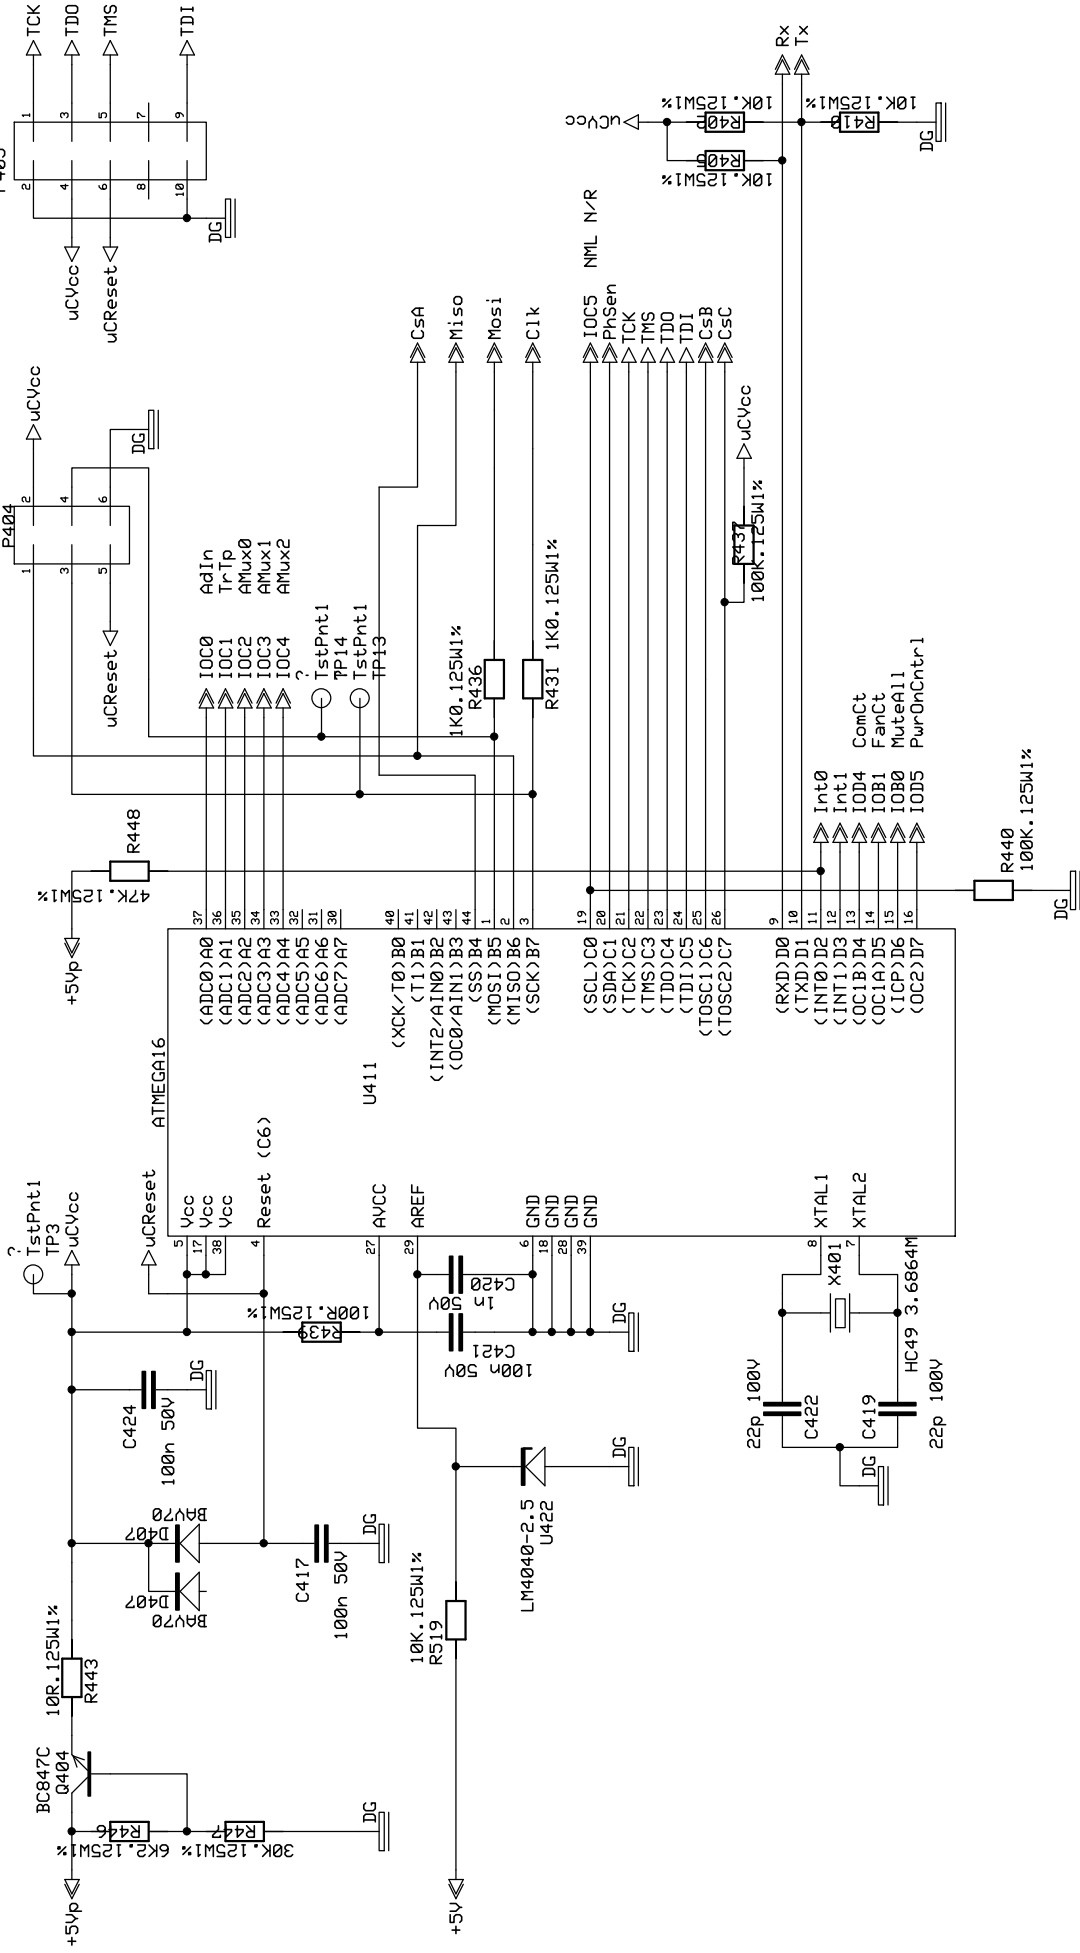 TCK
TDO
TMS
TDI
1
3
5
7
9
2
4
6
8
10
DG
uCVcc
uCReset
P404
uCVcc
2
4
6
1
3
5
DG
uCReset
IOC0 AdIn
IOC1 TrTp
IOC2 AMux0
IOC3 AMux1
IOC4 AMux2
?
TstPnt1
TP14
TstPnt1
TP13
CsA
Miso
Mosi
Clk
1K0.125W1%
R436
R431 1K0.125W1%
IOC5 NML N/R
PhSen
TCK
TMS
TDO
TDI
CsB
CsC
uCVcc
R437
100K.125W1%
Rx
Tx
uCVcc
10K.125W1%
R405
10K.125W1%
10K.125W1%
DG
Int0
Int1
IOD4 ComCt
IOB1 FanCt
IOB0 MuteAll
IOD5 PwrOnCntrl
R440
100K.125W1%
DG
+5Vp
47K.125W1%
R448
ATMEGA16
U411
37 (ADC0)A0
36 (ADC1)A1
35 (ADC2)A2
34 (ADC3)A3
33 (ADC4)A4
32 (ADC5)A5
31 (ADC6)A6
30 (ADC7)A7
40 (XCK/T0)B0
41 (T1)B1
42 (INT2/AIN0)B2
43 (OC0/AIN1)B3
44 (SS)B4
1 (MOSI)B5
2 (MISO)B6
3 (SCK)B7
19 (SCL)C0
20 (SDA)C1
21 (TCK)C2
22 (TMS)C3
23 (TDO)C4
24 (TDI)C5
25 (TOSC1)C6
26 (TOSC2)C7
9 (RXD)D0
10 (TXD)D1
11 (INT0)D2
12 (INT1)D3
13 (OC1B)D4
14 (OC1A)D5
15 (ICP)D6
16 (OC2)D7
5 Vcc
17 Vcc
38 Vcc
4 Reset (C6)
27 AVCC
29 AREF
6 GND
18 GND
28 GND
39 GND
8 XTAL1
7 XTAL2
?
TstPnt1
TP3
uCVcc
uCReset
100R.125W1%
R439
C420
1n 50V
C421
100n 50V
DG
X401
HC49 3.6864M
22p 100V
C422
C419
22p 100V
DG
C424
100n 50V
DG
BAV70
D407
D407
BAV70
C417
100n 50V
DG
LM4040-2.5
U422
DG
10K.125W1%
R519
+5V
10R.125W1%
R443
BC847C
Q404
6K2.125W1%
30K.125W1%
DG
+5Vp